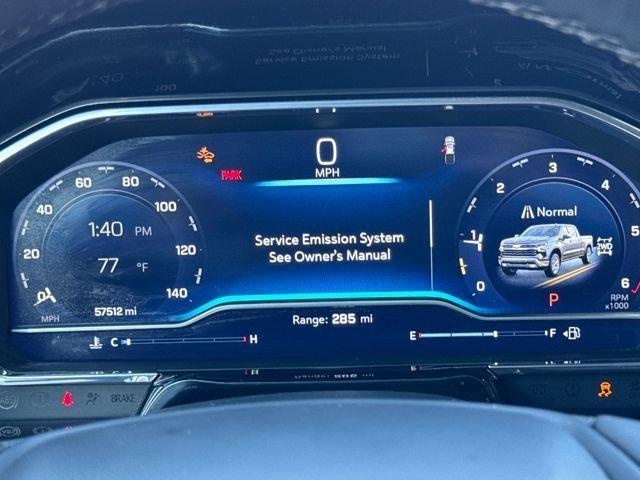 0
MPH
PARK
20
40
60
80
100
120
140
MPH
1:40 PM
77 °F
57512 mi
Service Emission System
See Owner's Manual
Range: 285 mi
C H
E F
0
1
2
3
4
5
6
RPM
x1000
Normal
2WD
P
BRAKE